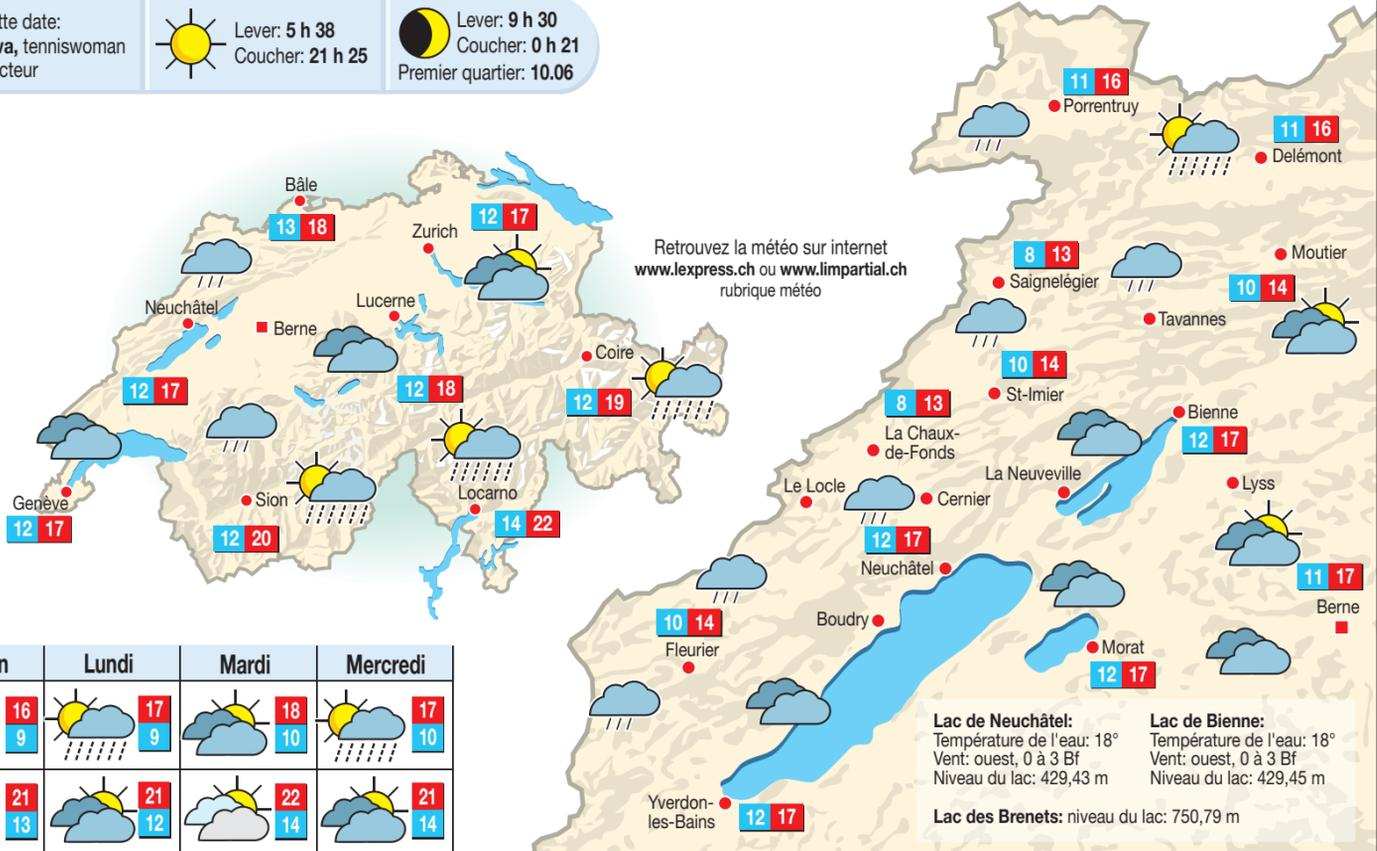 tte date:
va, tenniswoman
cteur
Lever: 5 h 38
Coucher: 21 h 25
Lever: 9 h 30
Coucher: 0 h 21
Premier quartier: 10.06
Bâle
13 18
Zurich
12 17
Neuchâtel
12 17
Berne
Lucerne
12 18
Coire
12 19
Genève
12 17
Sion
12 20
Locarno
14 22
Retrouvez la météo sur internet
www.lexpress.ch ou www.limpartial.ch
rubrique météo
11 16
Porrentruy
11 16
Delémont
8 13
Saignelégier
Moutier
10 14
Tavannes
10 14
St-Imier
8 13
La Chaux-
de-Fonds
Bienne
12 17
La Neuveville
Le Locle
Cernier
Lyss
12 17
Neuchâtel
11 17
Berne
Boudry
10 14
Fleurier
Morat
12 17
Yverdon-
les-Bains
12 17
n
Lundi
Mardi
Mercredi
16
9
17
9
18
10
17
10
21
13
21
12
22
14
21
14
Lac de Neuchâtel:
Température de l'eau: 18°
Vent: ouest, 0 à 3 Bf
Niveau du lac: 429,43 m
Lac de Bienne:
Température de l'eau: 18°
Vent: ouest, 0 à 3 Bf
Niveau du lac: 429,45 m
Lac des Brenets: niveau du lac: 750,79 m